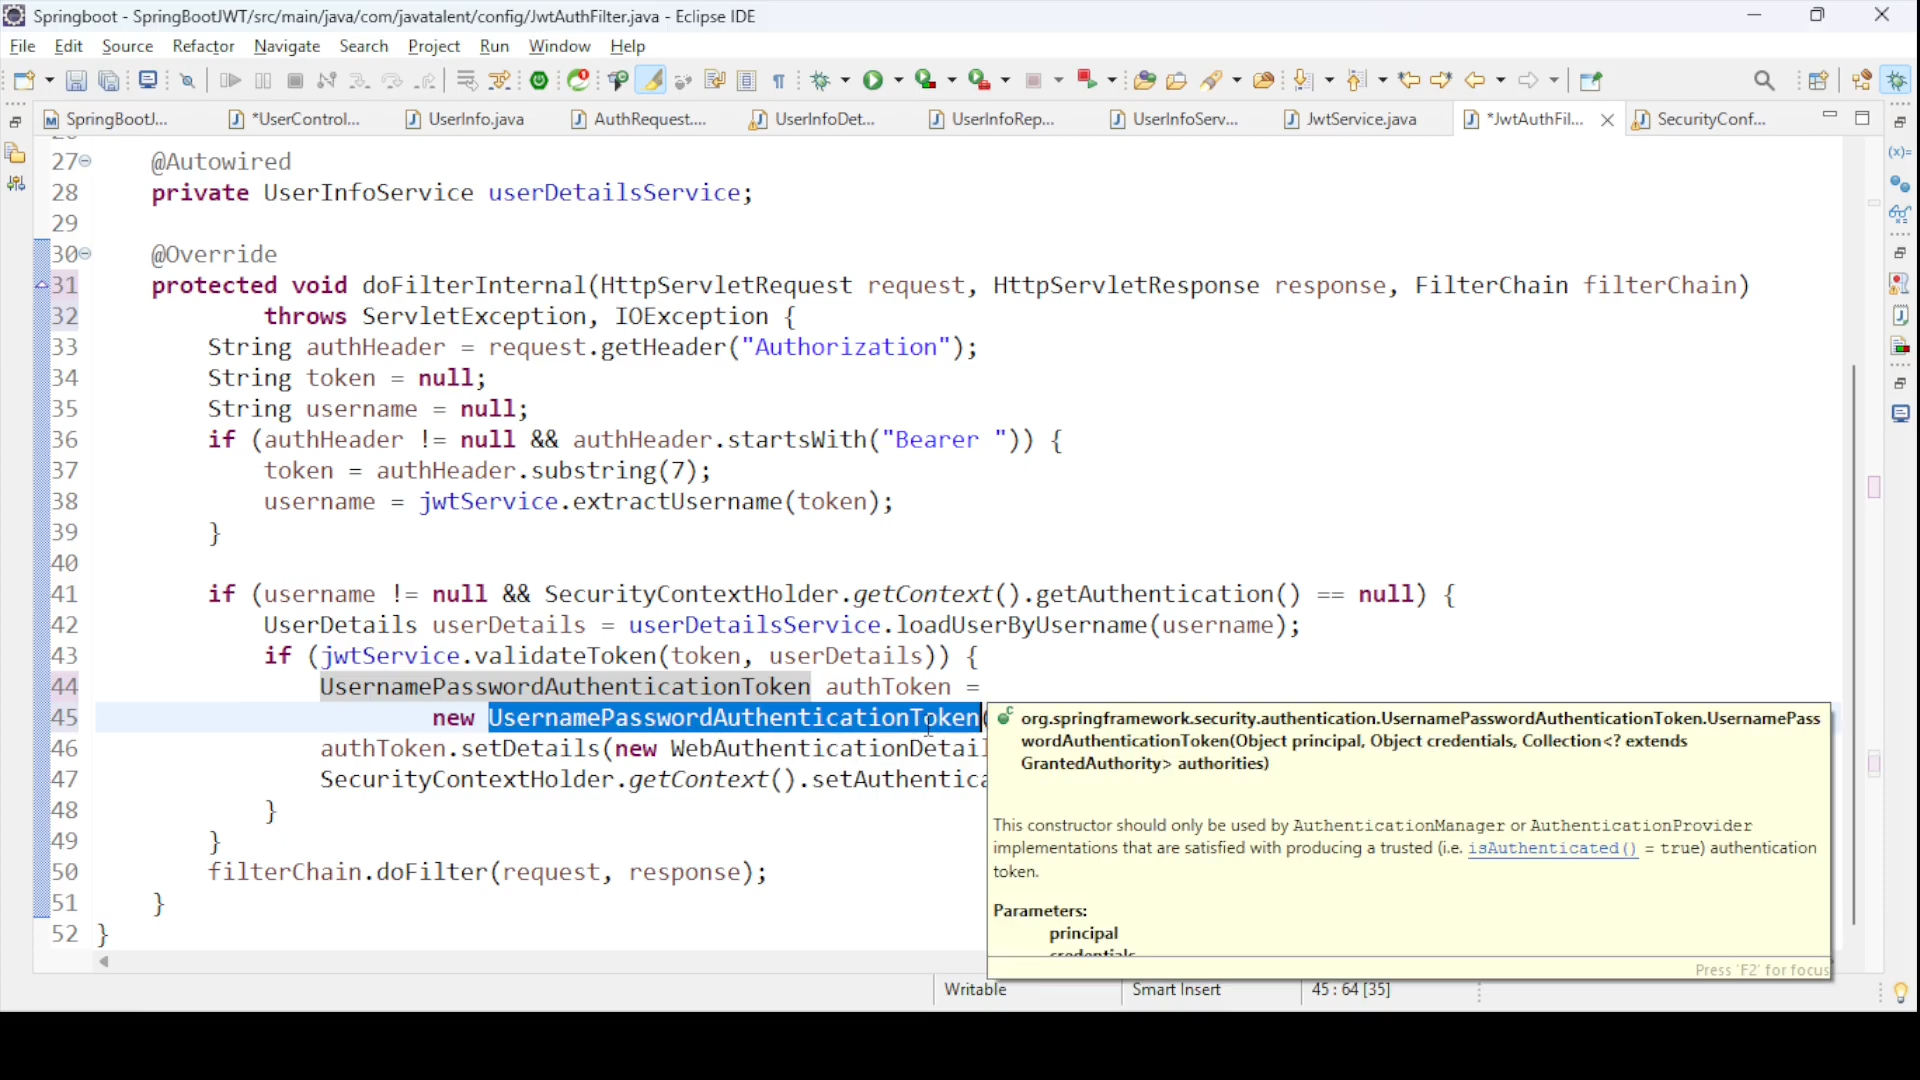 Springboot - SpringBootJWT/src/main/java/com/javatalent/config/JwtAuthFilter.java - Eclipse IDE
File Edit Source Refactor Navigate Search Project Run Window Help
SpringBootJ... *UserControl... UserInfo.java AuthRequest.... UserInfoDet... UserInfoRep... UserInfoServ... JwtService.java *JwtAuthFil... SecurityConf...
27 @Autowired
28 private UserInfoService userDetailsService;
29
30 @Override
31 protected void doFilterInternal(HttpServletRequest request, HttpServletResponse response, FilterChain filterChain)
32 throws ServletException, IOException {
33 String authHeader = request.getHeader("Authorization");
34 String token = null;
35 String username = null;
36 if (authHeader != null && authHeader.startsWith("Bearer ")) {
37 token = authHeader.substring(7);
38 username = jwtService.extractUsername(token);
39 }
40
41 if (username != null && SecurityContextHolder.getContext().getAuthentication() == null) {
42 UserDetails userDetails = userDetailsService.loadUserByUsername(username);
43 if (jwtService.validateToken(token, userDetails)) {
44 UsernamePasswordAuthenticationToken authToken =
45 new UsernamePasswordAuthenticationToken(
46 authToken.setDetails(new WebAuthenticationDetail
47 SecurityContextHolder.getContext().setAuthentica
48 }
49 }
50 filterChain.doFilter(request, response);
51 }
52 }
org.springframework.security.authentication.UsernamePasswordAuthenticationToken.UsernamePass
wordAuthenticationToken(Object principal, Object credentials, Collection<? extends
GrantedAuthority> authorities)
This constructor should only be used by AuthenticationManager or AuthenticationProvider
implementations that are satisfied with producing a trusted (i.e. isAuthenticated() = true) authentication
token.
Parameters:
principal
credentials
Press 'F2' for focus
Writable Smart Insert 45 : 64 [35]